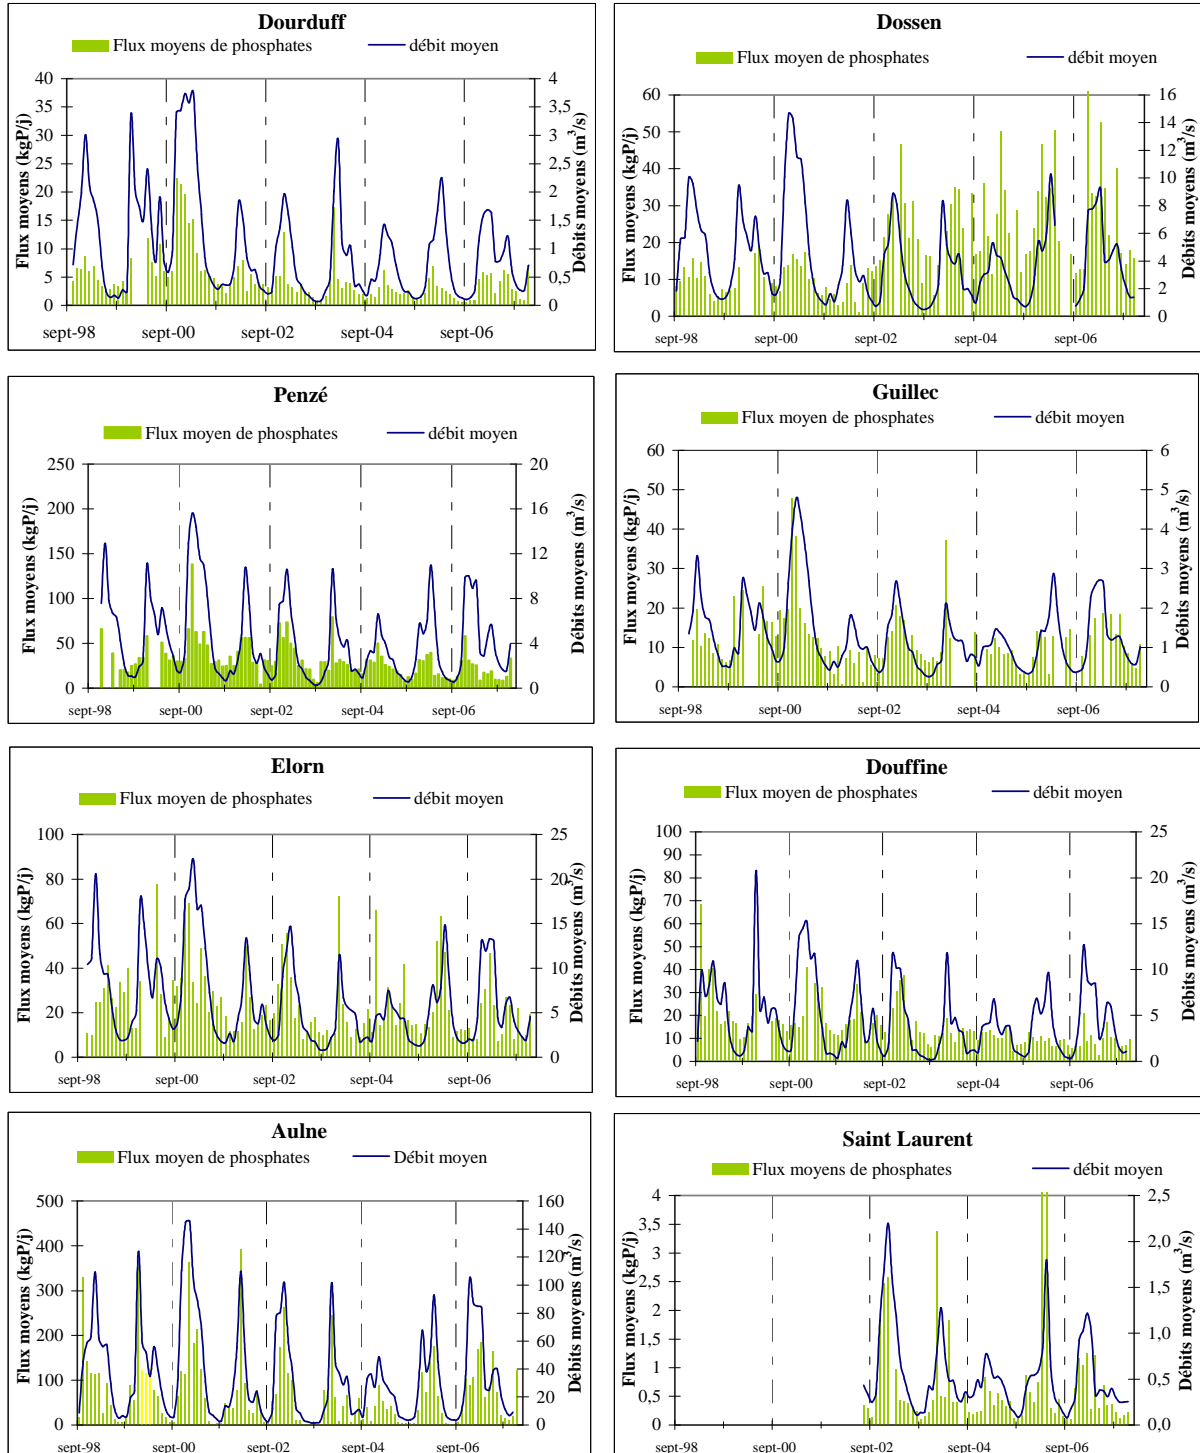 Dourduff
Flux moyens de phosphates débit moyen
Flux moyens (kgP/j)
40
35
30
25
20
15
10
5
0
4
3,5
3
2,5
2
1,5
1
0,5
0
Débits moyens (m³/s)
sept-98 sept-00 sept-02 sept-04 sept-06
Dossen
Flux moyen de phosphates débit moyen
Flux moyens (kgP/j)
60
50
40
30
20
10
0
16
14
12
10
8
6
4
2
0
Débits moyens (m³/s)
sept-98 sept-00 sept-02 sept-04 sept-06
Penzé
Flux moyen de phosphates débit moyen
Flux moyens (kgP/j)
250
200
150
100
50
0
20
16
12
8
4
0
Débits moyens (m³/s)
sept-98 sept-00 sept-02 sept-04 sept-06
Guillec
Flux moyen de phosphates débit moyen
Flux moyens (kgP/j)
60
50
40
30
20
10
0
6
5
4
3
2
1
0
Débits moyens (m³/s)
sept-98 sept-00 sept-02 sept-04 sept-06
Elorn
Flux moyen de phosphates débit moyen
Flux moyens (kgP/j)
100
80
60
40
20
0
25
20
15
10
5
0
Débits moyens (m³/s)
sept-98 sept-00 sept-02 sept-04 sept-06
Douffine
Flux moyen de phosphates débit moyen
Flux moyens (kgP/j)
100
90
80
70
60
50
40
30
20
10
0
25
20
15
10
5
0
Débits moyens (m³/s)
sept-98 sept-00 sept-02 sept-04 sept-06
Aulne
Flux moyen de phosphates Débit moyen
Flux moyens (kgP/j)
500
400
300
200
100
0
160
140
120
100
80
60
40
20
0
Débits moyens (m³/s)
sept-98 sept-00 sept-02 sept-04 sept-06
Saint Laurent
Flux moyens de phosphates débit moyen
Flux moyens (kgP/j)
4
3,5
3
2,5
2
1,5
1
0,5
0
2,5
2,0
1,5
1,0
0,5
0,0
Débits moyens (m³/s)
sept-98 sept-00 sept-02 sept-04 sept-06